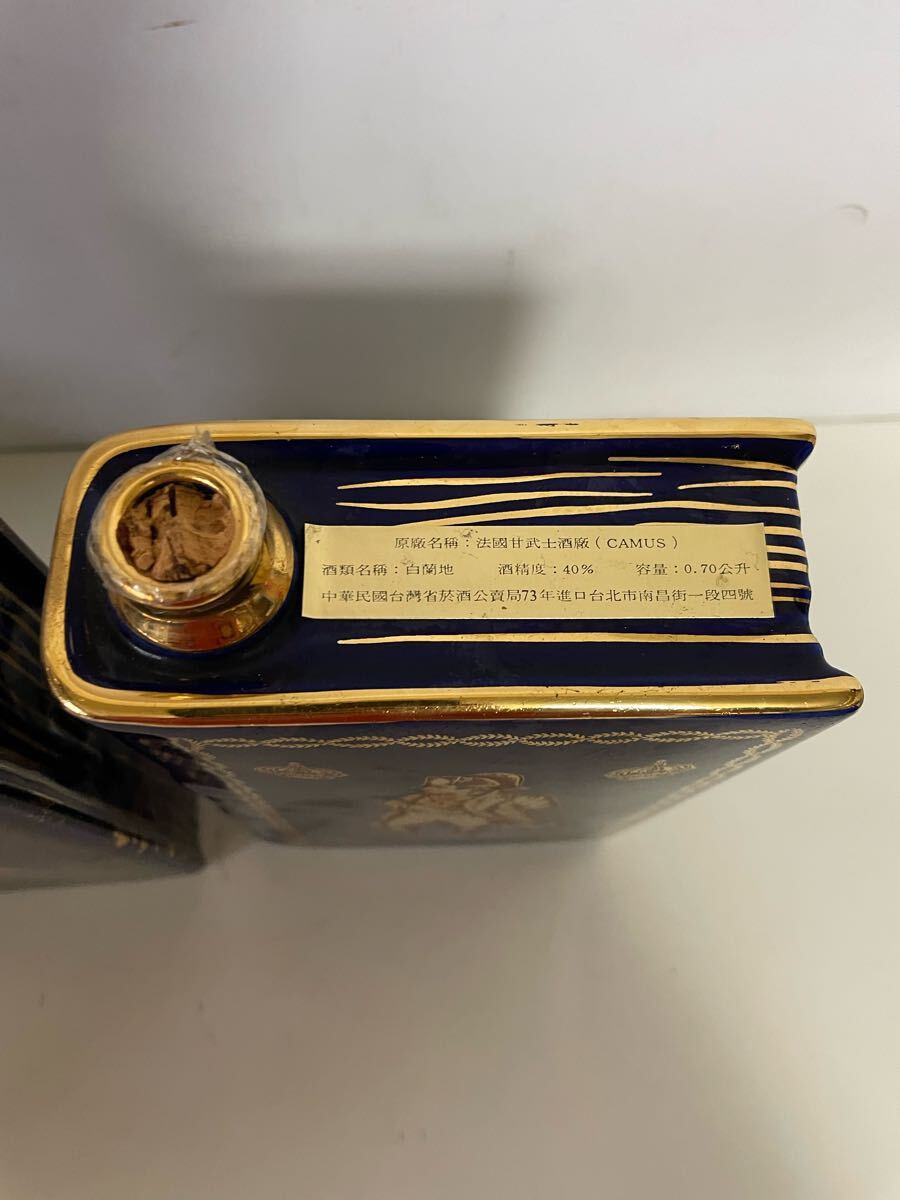 原廠名稱：法國甘武士酒廠（CAMUS）
酒類名稱：白蘭地 酒精度：40％ 容量：0.70公升
中華民國台灣省菸酒公賣局73年進口台北市南昌街一段四號